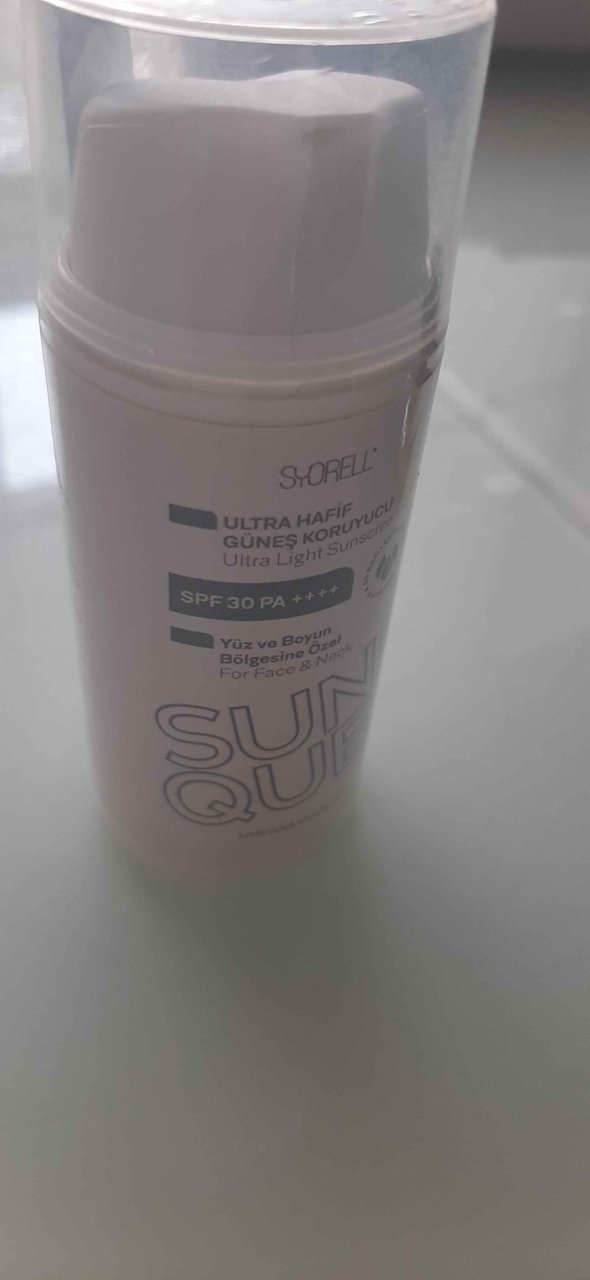 SYORELL
ULTRA HAFİF
GÜNEŞ KORUYUCU
Ultra Light Sunscreen
SPF 30 PA ++++
Yüz ve Boyun
Bölgesine Özel
For Face & Neck
SUN
QUE